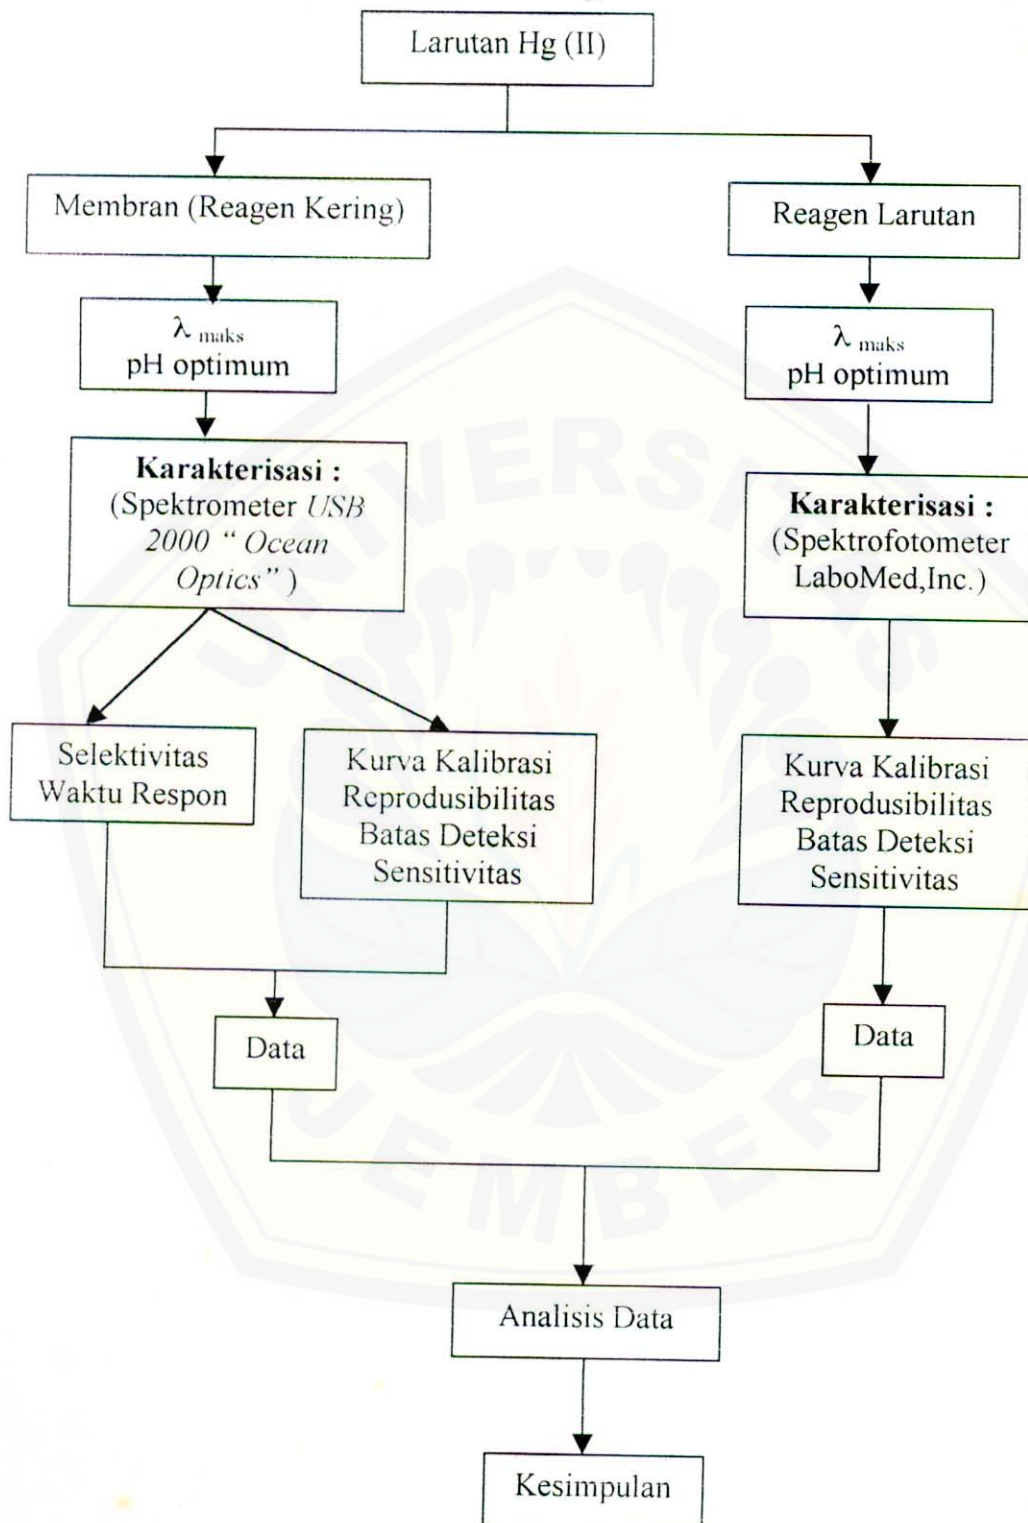 Larutan Hg (II)
Membran (Reagen Kering)
Reagen Larutan
λ maks
pH optimum
λ maks
pH optimum
Karakterisasi :
(Spektrometer USB
2000 “ Ocean
Optics” )
Karakterisasi :
(Spektrofotometer
LaboMed,Inc.)
Selektivitas
Waktu Respon
Kurva Kalibrasi
Reprodusibilitas
Batas Deteksi
Sensitivitas
Kurva Kalibrasi
Reprodusibilitas
Batas Deteksi
Sensitivitas
Data
Data
Analisis Data
Kesimpulan
UNIVERSITAS
JEMBER